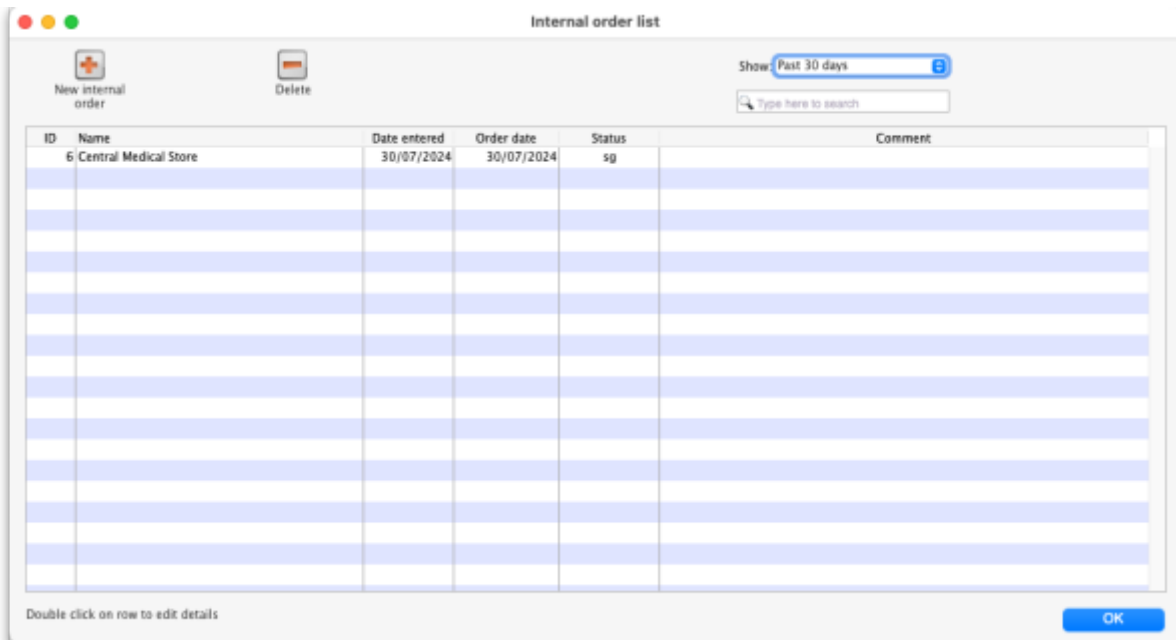 Internal order list
New internal
order
Delete
Show: Past 30 days
Type here to search
ID Name Date entered Order date Status Comment
6 Central Medical Store 30/07/2024 30/07/2024 sg
Double click on row to edit details
OK